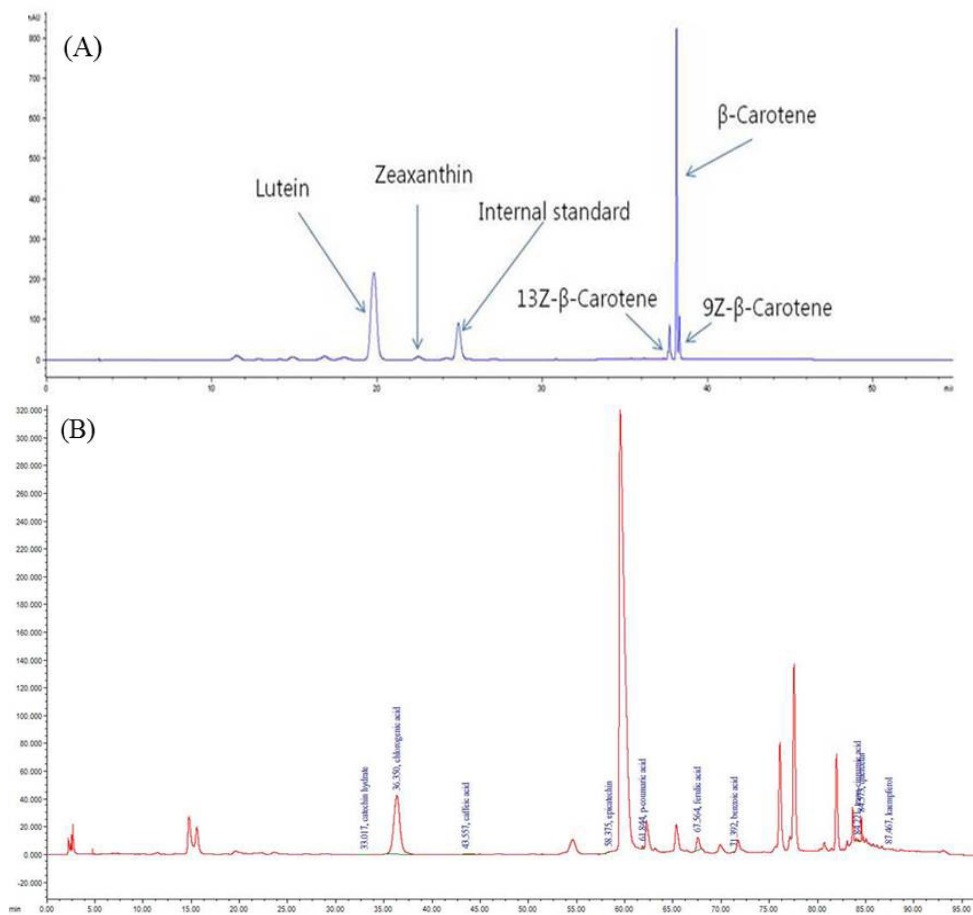 mAU
(A)
800
700
600
500
400
300
200
100
0
β-Carotene
Zeaxanthin
Lutein
Internal standard
13Z-β-Carotene
9Z-β-Carotene
0
20
30
40
50
min
(B)
320.000
300.000
280.000
260.000
240.000
220.000
200.000
180.000
160.000
140.000
120.000
100.000
80.000
60.000
40.000
20.000
0.000
-20.000
33.017, catechin hydrate
36.350, chlorogenic acid
43.557, caffeic acid
58.375, epicatechin
61.844, p-coumaric acid
67.564, ferulic acid
71.392, benzoic acid
87.467, kaempferol
min
0.00
5.00
10.00
15.00
20.00
25.00
30.00
35.00
40.00
45.00
50.00
55.00
60.00
65.00
70.00
75.00
80.00
85.00
90.00
95.00